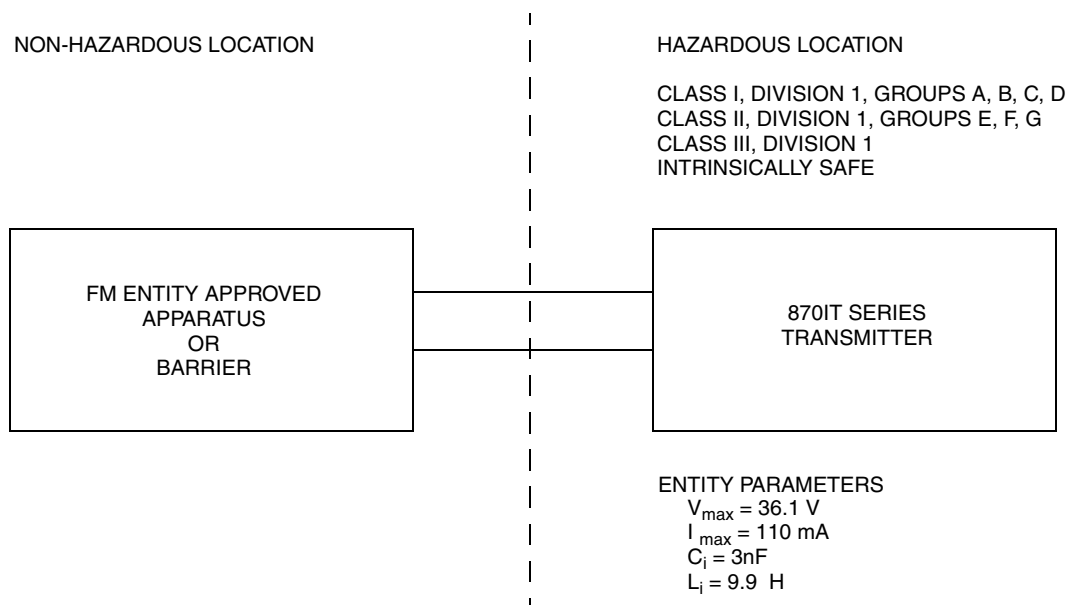 NON-HAZARDOUS LOCATION
HAZARDOUS LOCATION
CLASS I, DIVISION 1, GROUPS A, B, C, D
CLASS II, DIVISION 1, GROUPS E, F, G
CLASS III, DIVISION 1
INTRINSICALLY SAFE
FM ENTITY APPROVED
APPARATUS
OR
BARRIER
870IT SERIES
TRANSMITTER
ENTITY PARAMETERS
Vmax = 36.1 V
I max = 110 mA
Ci = 3nF
Li = 9.9 H